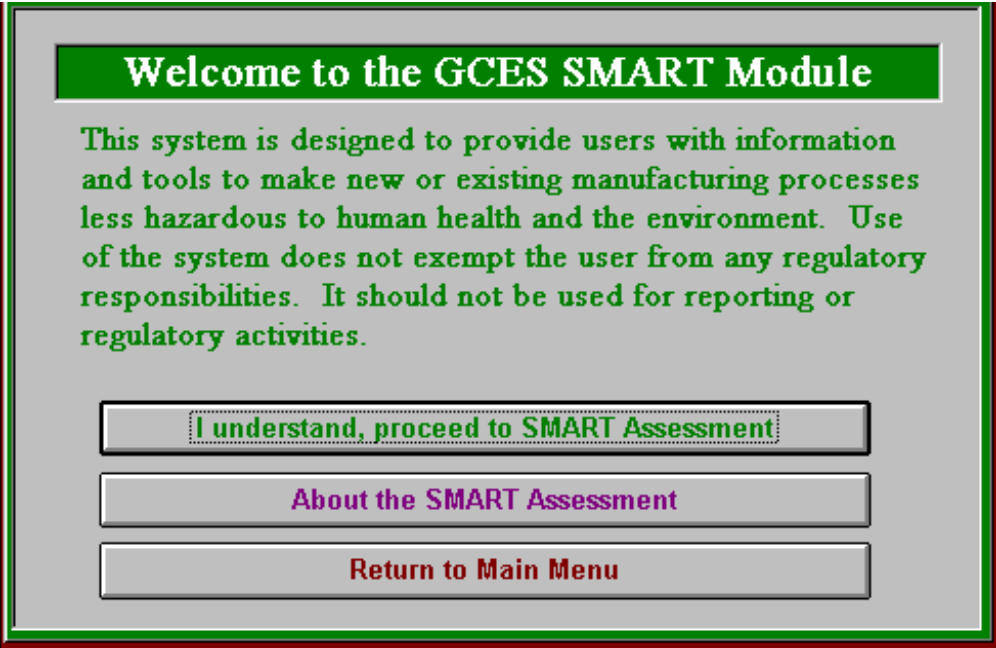 Welcome to the GCES SMART Module
This system is designed to provide users with information
and tools to make new or existing manufacturing processes
less hazardous to human health and the environment.  Use
of the system does not exempt the user from any regulatory
responsibilities.  It should not be used for reporting or
regulatory activities.
I understand, proceed to SMART Assessment
About the SMART Assessment
Return to Main Menu